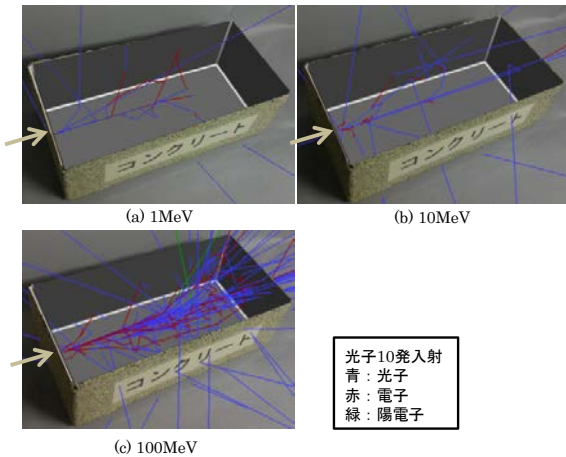 コンクリート
コンクリート
(a) 1MeV
(b) 10MeV
コンクリート
(c) 100MeV
光子10発入射
青：光子
赤：電子
緑：陽電子